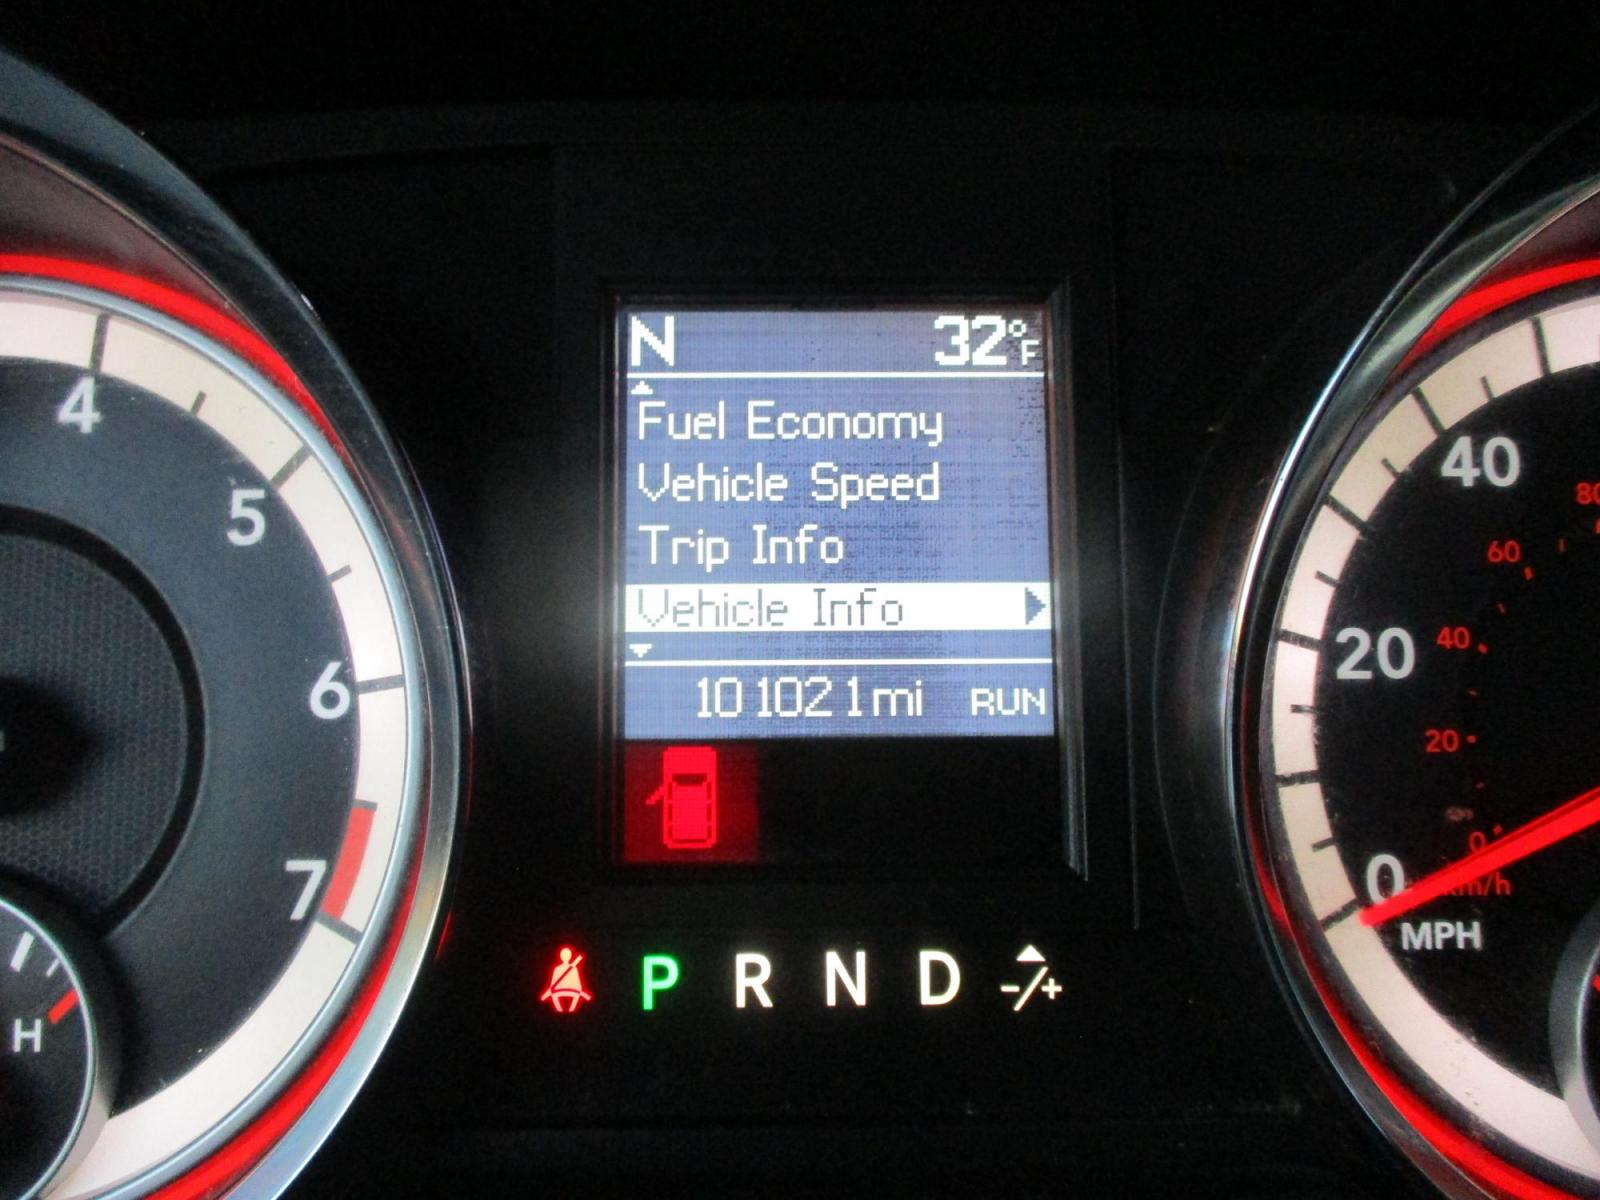 N 32°F
Fuel Economy
Vehicle Speed
Trip Info
Vehicle Info
101021mi RUN
P R N D -/+
4
5
6
7
H
40
20
0
MPH
80
60
40
20
0
km/h